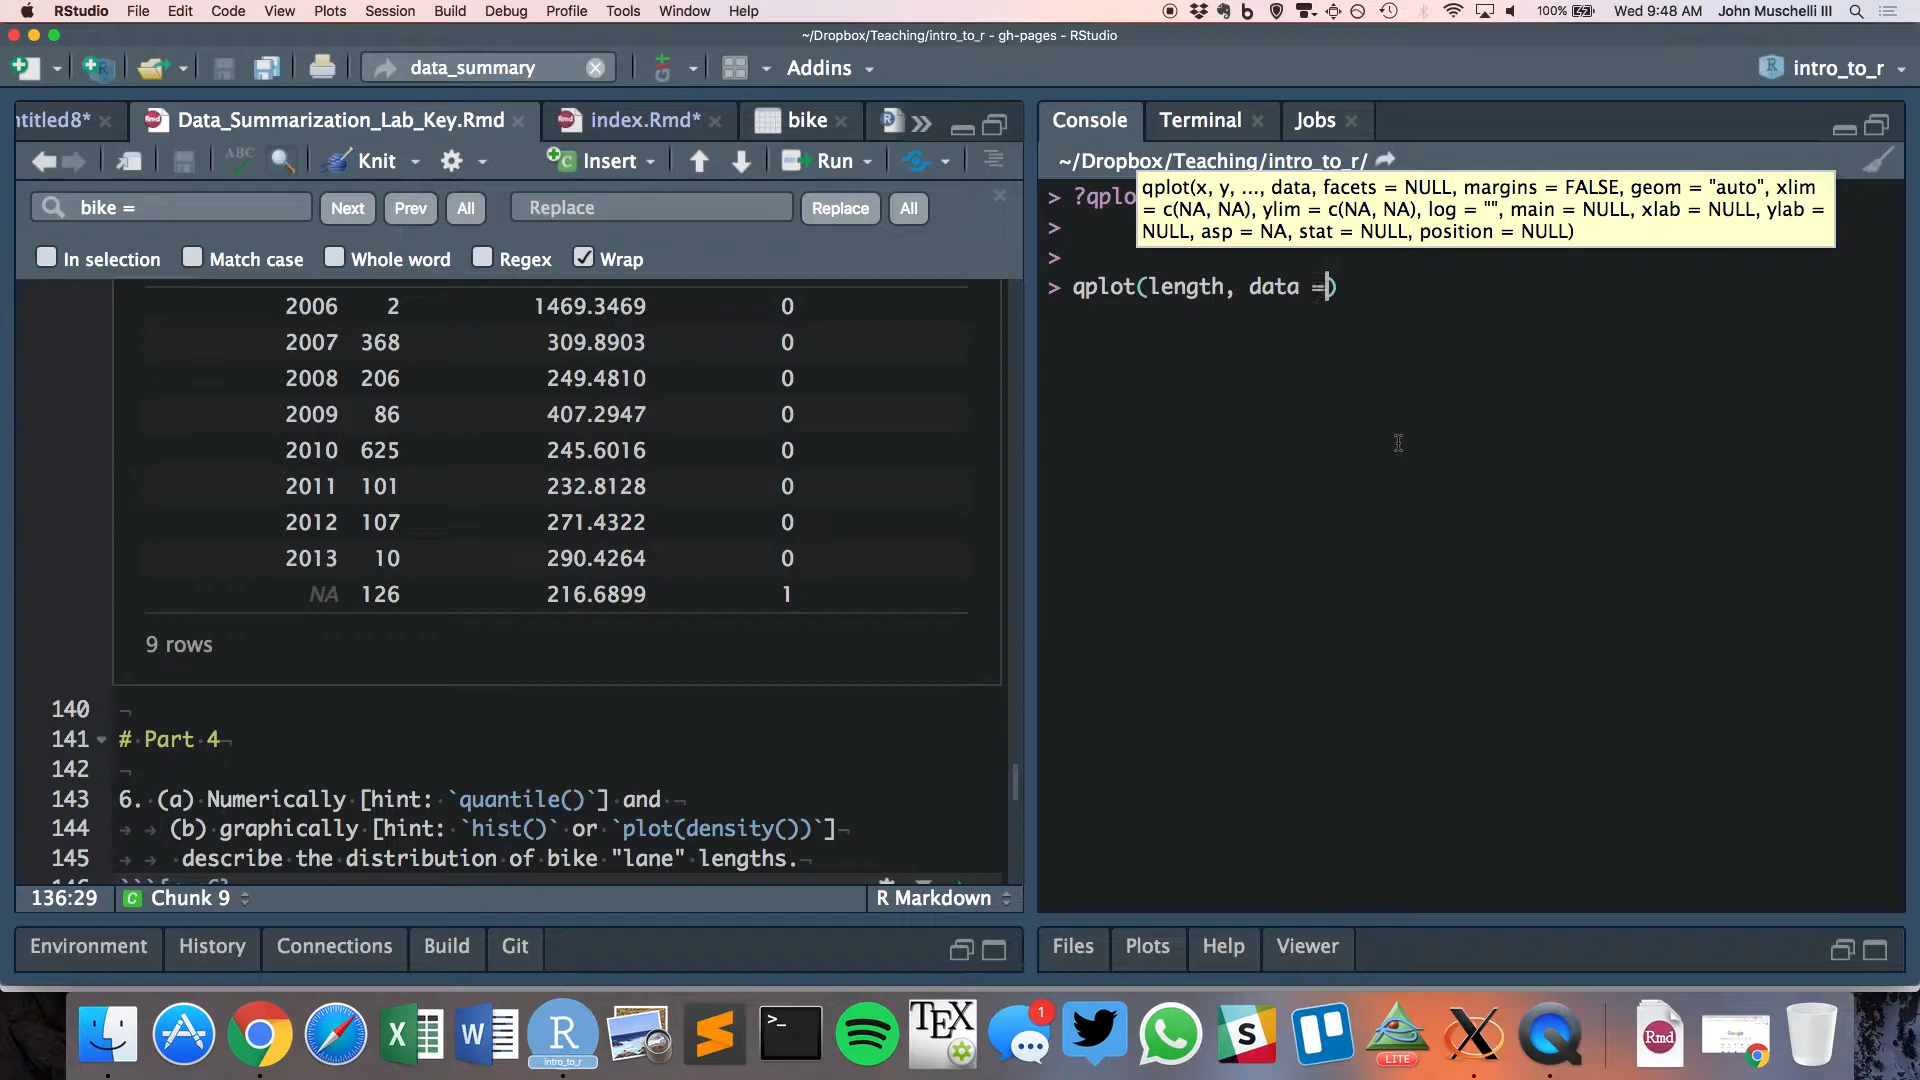 RStudio File Edit Code View Plots Session Build Debug Profile Tools Window Help 100% Wed 9:48 AM John Muschelli III
~/Dropbox/Teaching/intro_to_r - gh-pages - RStudio
data_summary Addins intro_to_r
ntitled8* Data_Summarization_Lab_Key.Rmd index.Rmd* bike
Console Terminal Jobs
ABC Knit Insert Run
~/Dropbox/Teaching/intro_to_r/
bike = Next Prev All Replace Replace All
In selection Match case Whole word Regex Wrap
> ?qplo
qplot(x, y, ..., data, facets = NULL, margins = FALSE, geom = "auto", xlim
= c(NA, NA), ylim = c(NA, NA), log = "", main = NULL, xlab = NULL, ylab =
NULL, asp = NA, stat = NULL, position = NULL)
>
>
> qplot(length, data =)
2006 2 1469.3469 0
2007 368 309.8903 0
2008 206 249.4810 0
2009 86 407.2947 0
2010 625 245.6016 0
2011 101 232.8128 0
2012 107 271.4322 0
2013 10 290.4264 0
NA 126 216.6899 1
9 rows
140
141 # Part 4
142
143 6. (a) Numerically [hint: `quantile()`] and
144 (b) graphically [hint: `hist()` or `plot(density())`]
145 describe the distribution of bike "lane" lengths.
136:29 C Chunk 9 R Markdown
Environment History Connections Build Git
Files Plots Help Viewer
R intro_to_r >_ TEX 1 LITE Rmd